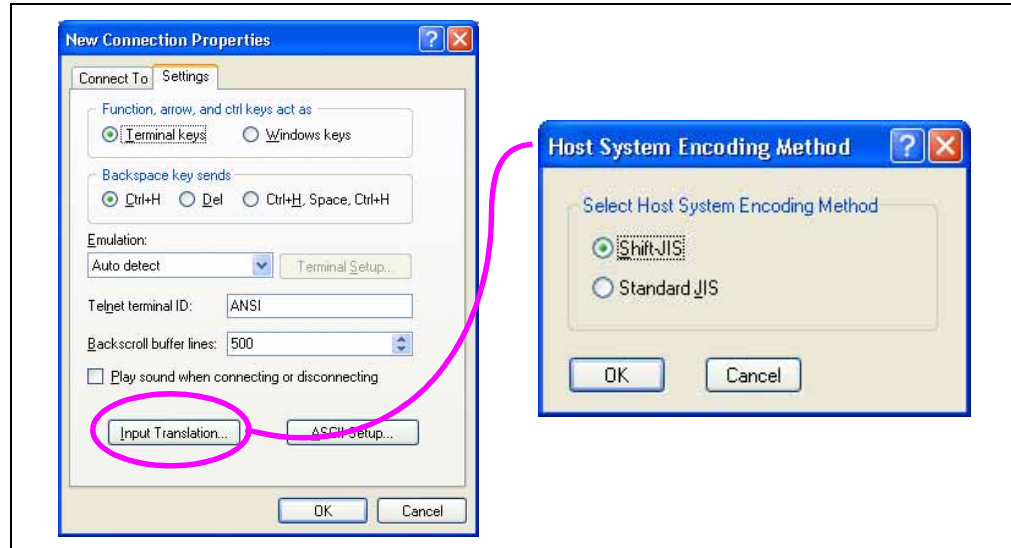 New Connection Properties
Connect To Settings
Function, arrow, and ctrl keys act as
Terminal keys Windows keys
Backspace key sends
Ctrl+H Del Ctrl+H, Space, Ctrl+H
Emulation:
Auto detect Terminal Setup...
Telnet terminal ID: ANSI
Backscroll buffer lines: 500
Play sound when connecting or disconnecting
Input Translation... ASCII Setup...
OK Cancel
Host System Encoding Method
Select Host System Encoding Method
Shift-JIS
Standard JIS
OK Cancel